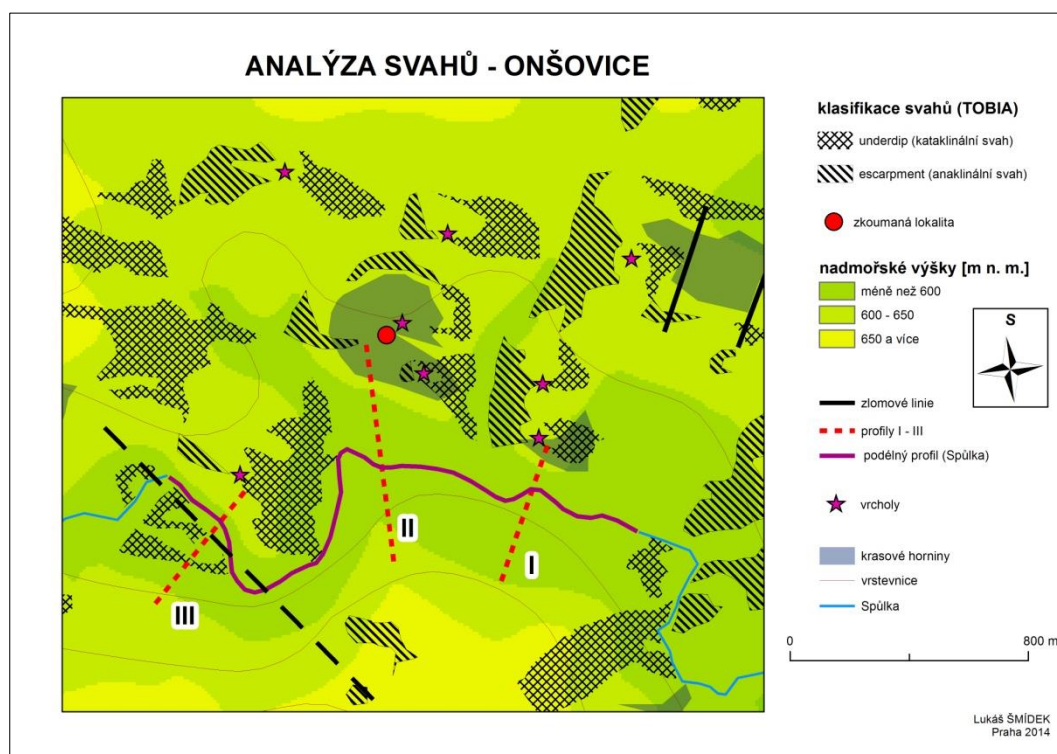 ANALÝZA SVAHŮ - ONŠOVICE
klasifikace svahů (TOBIA)
underdip (kataklinální svah)
escarpment (anaklinální svah)
zkoumaná lokalita
nadmořské výšky [m n. m.]
méně než 600
600 - 650
650 a více
S
zlomové linie
profily I - III
podélný profil (Spůlka)
vrcholy
krasové horniny
vrstevnice
Spůlka
0
800 m
II
I
III
Lukáš ŠMÍDEK
Praha 2014